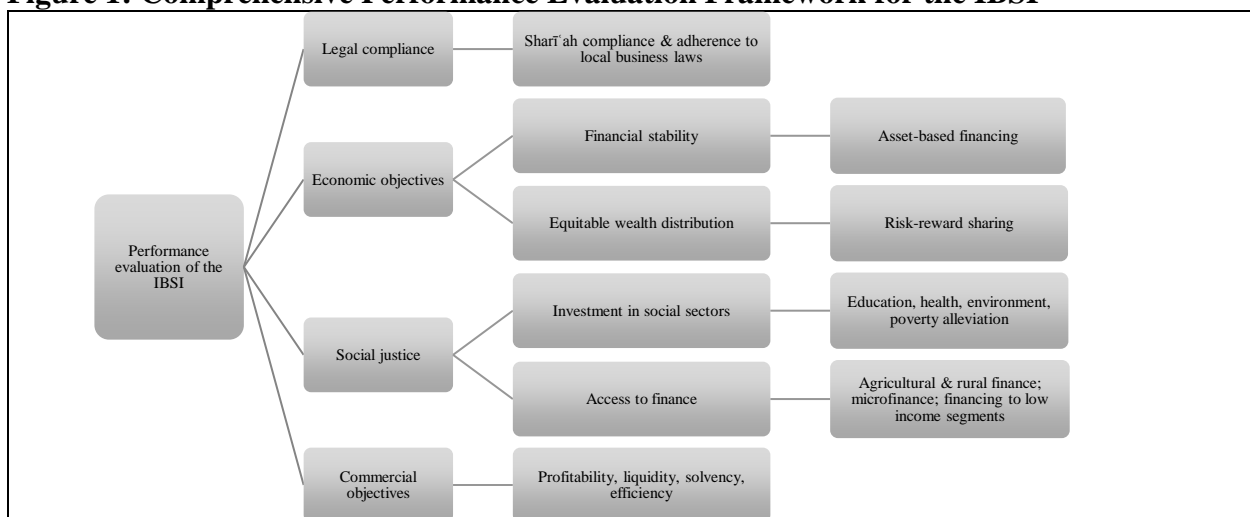 Figure 1: Comprehensive Performance Evaluation Framework for the IBSI
Legal compliance
Sharīʿah compliance & adherence to
local business laws
Financial stability
Asset-based financing
Economic objectives
Equitable wealth distribution
Risk-reward sharing
Performance
evaluation of the
IBSI
Investment in social sectors
Education, health, environment,
poverty alleviation
Social justice
Access to finance
Agricultural & rural finance;
microfinance; financing to low
income segments
Commercial
objectives
Profitability, liquidity, solvency,
efficiency